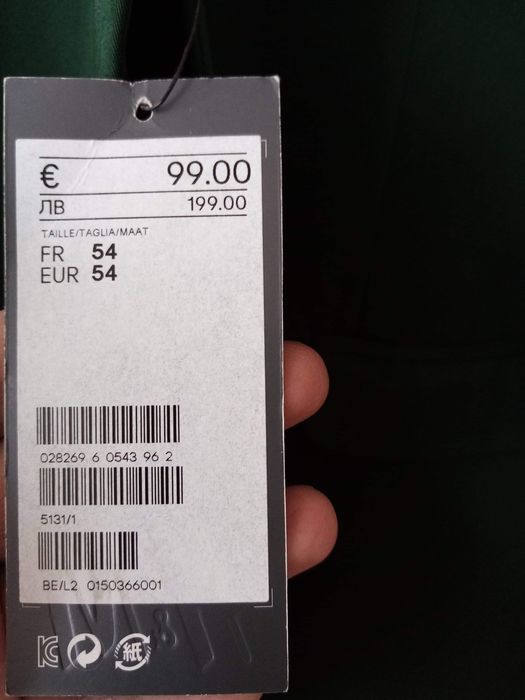 € 99.00
ЛВ 199.00
TAILLE/TAGLIA/MAAT
FR 54
EUR 54
028269 6 0543 96 2
5131/1
BE/L2 0150366001
紙